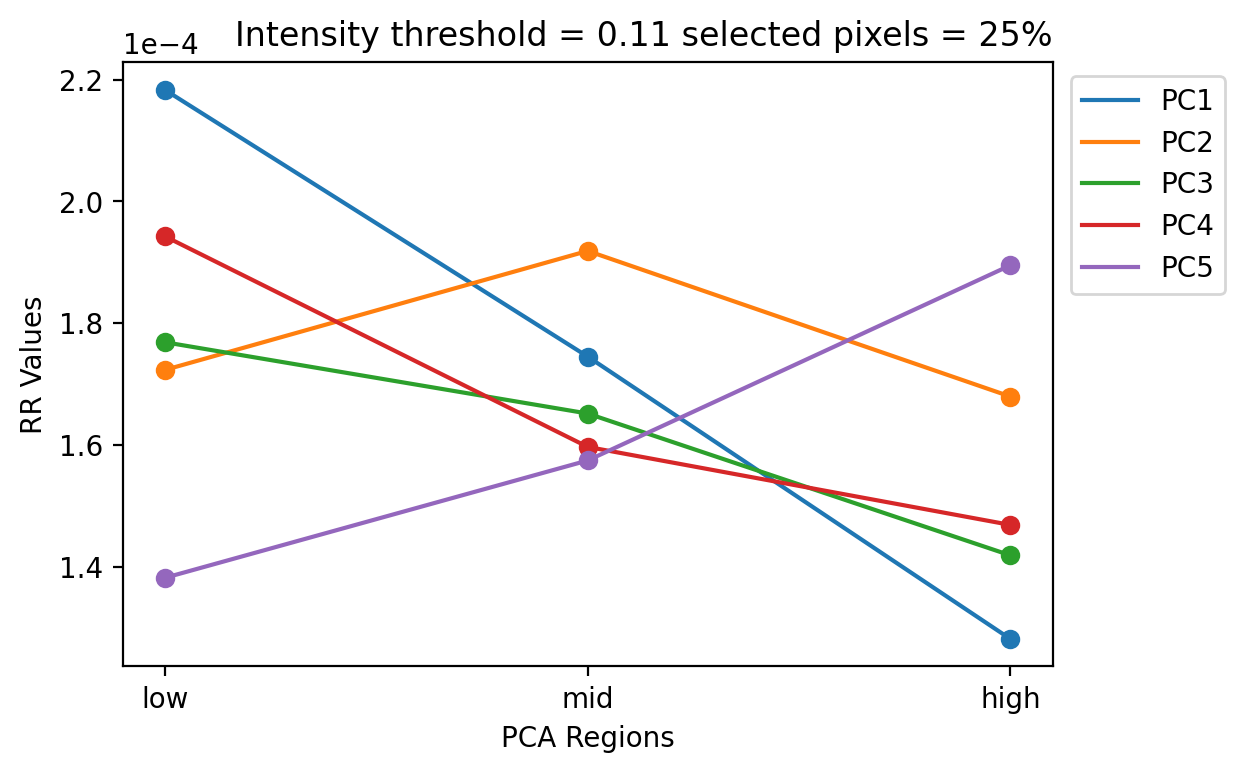 Intensity threshold = 0.11 selected pixels = 25%
1e−4
2.2
2.0
1.8
1.6
1.4
RR Values
low
mid
high
PCA Regions
PC1
PC2
PC3
PC4
PC5